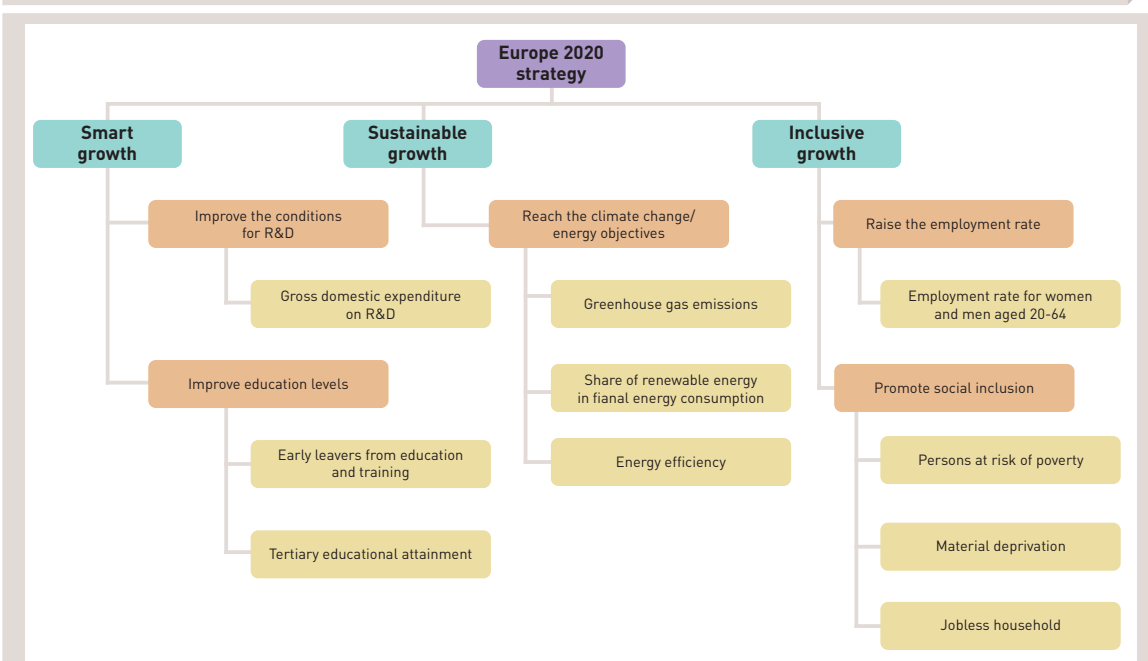 Europe 2020
strategy
Smart
growth
Sustainable
growth
Inclusive
growth
Improve the conditions
for R&D
Gross domestic expenditure
on R&D
Improve education levels
Early leavers from education
and training
Tertiary educational attainment
Reach the climate change/
energy objectives
Greenhouse gas emissions
Share of renewable energy
in fianal energy consumption
Energy efficiency
Raise the employment rate
Employment rate for women
and men aged 20-64
Promote social inclusion
Persons at risk of poverty
Material deprivation
Jobless household